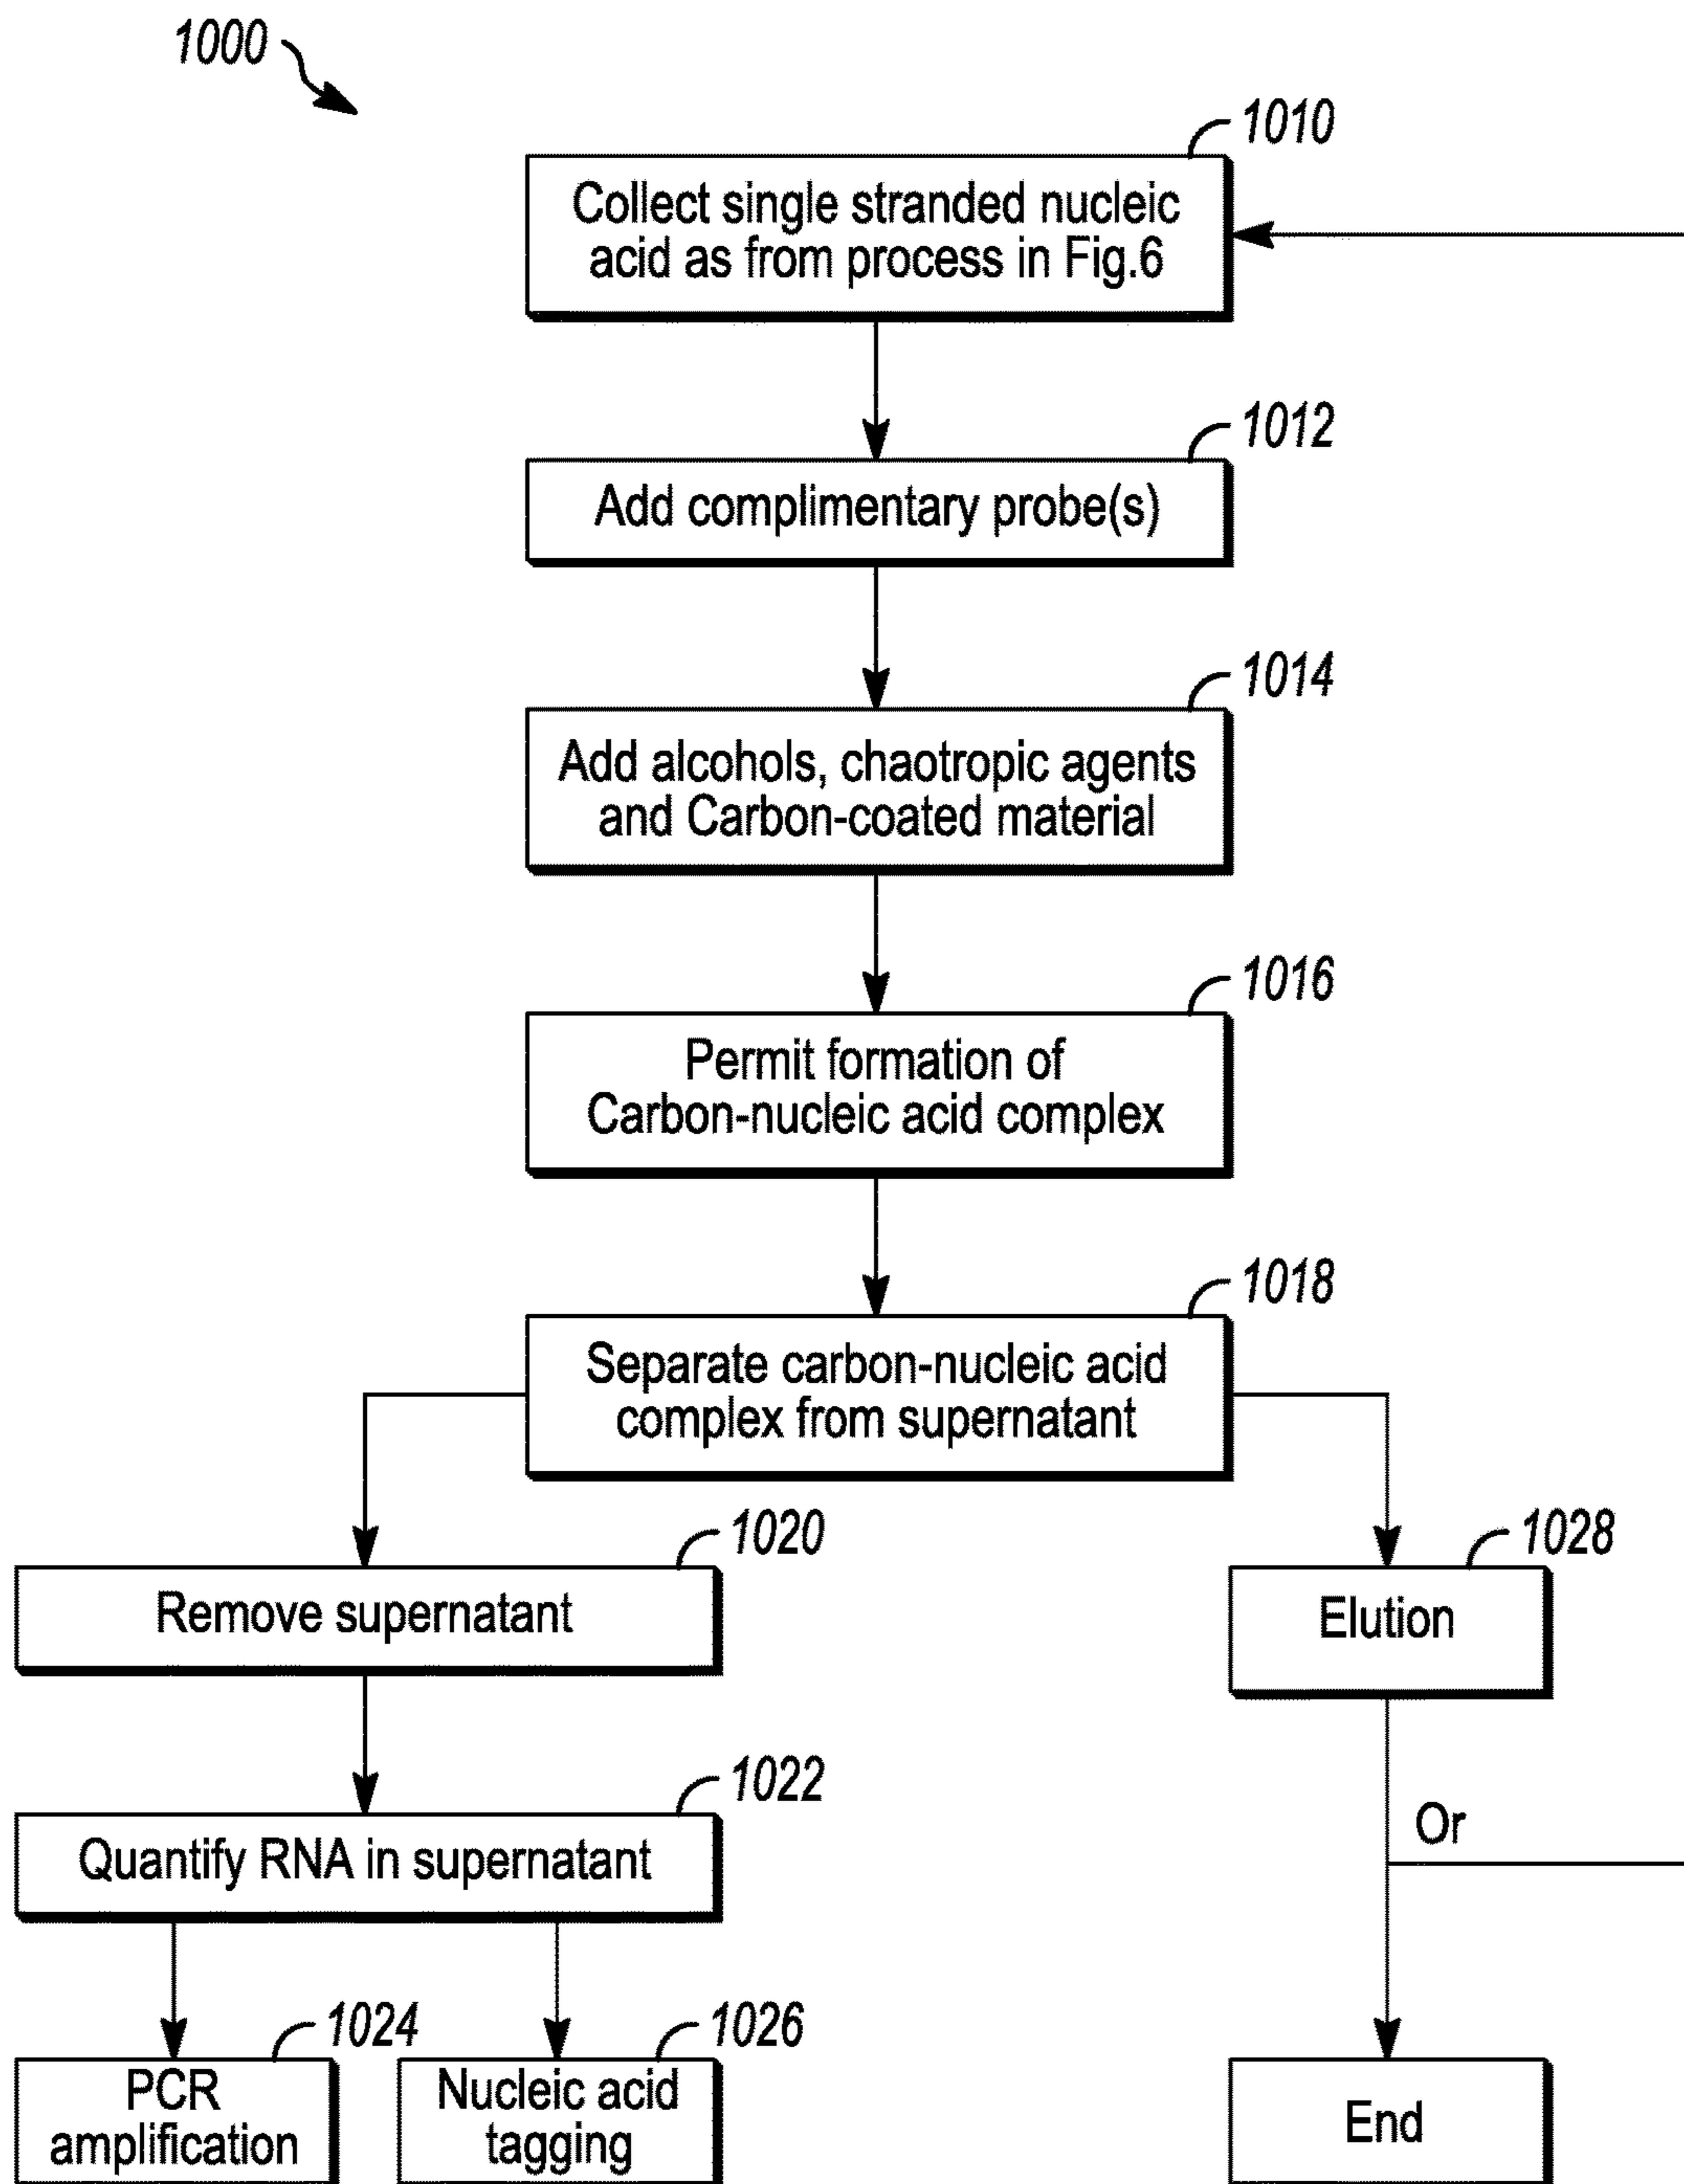 1000
1010
Collect single stranded nucleic
acid as from process in Fig.6
1012
Add complimentary probe(s)
1014
Add alcohols, chaotropic agents
and Carbon-coated material
1016
Permit formation of
Carbon-nucleic acid complex
1018
Separate carbon-nucleic acid
complex from supernatant
1020
Remove supernatant
1028
Elution
1022
Quantify RNA in supernatant
Or
1024
PCR
amplification
1026
Nucleic acid
tagging
End